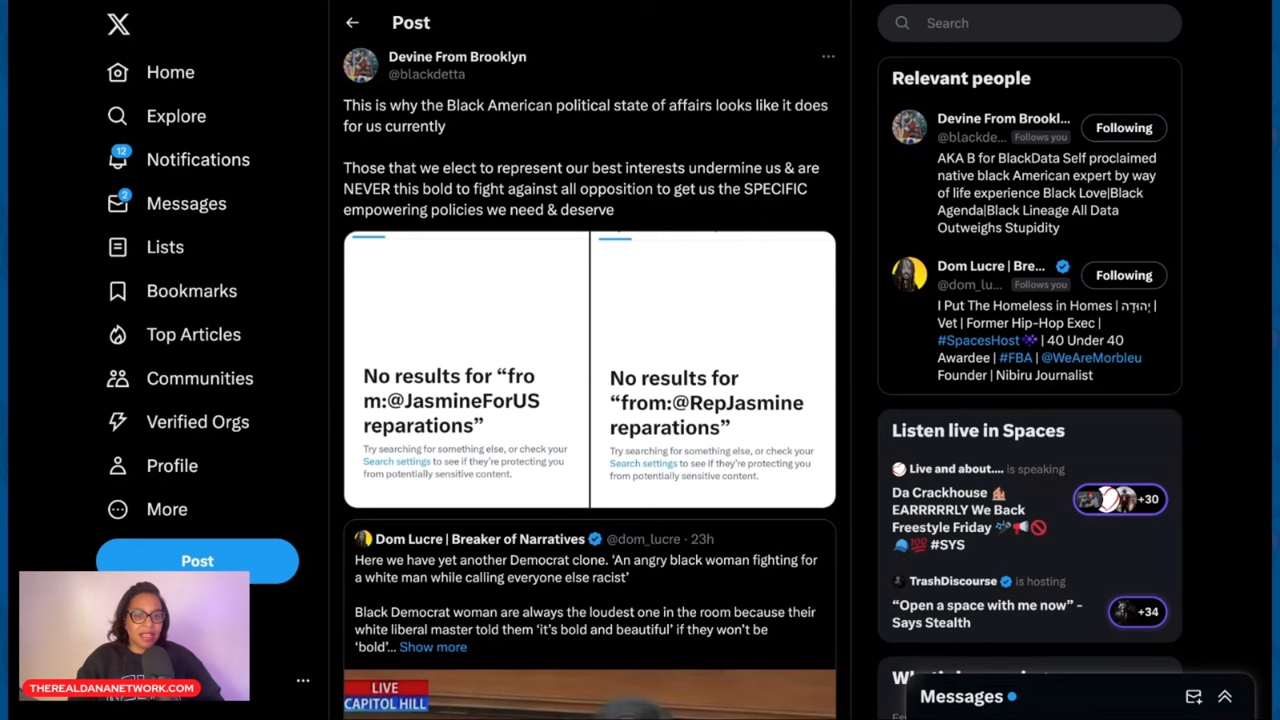 Home
Explore
12
Notifications
2
Messages
Lists
Bookmarks
Top Articles
Communities
Verified Orgs
Profile
More
Post
THEREALDANANETWORK.COM
Post
Devine From Brooklyn
@blackdetta
This is why the Black American political state of affairs looks like it does
for us currently
Those that we elect to represent our best interests undermine us & are
NEVER this bold to fight against all opposition to get us the SPECIFIC
empowering policies we need & deserve
No results for “fro
m:@JasmineForUS
reparations”
Try searching for something else, or check your
Search settings to see if they’re protecting you
from potentially sensitive content.
No results for
“from:@RepJasmine
reparations”
Try searching for something else, or check your
Search settings to see if they’re protecting you
from potentially sensitive content.
Dom Lucre | Breaker of Narratives @dom_lucre · 23h
Here we have yet another Democrat clone. ‘An angry black woman fighting for
a white man while calling everyone else racist’
Black Democrat woman are always the loudest one in the room because their
white liberal master told them ‘it’s bold and beautiful’ if they won’t be
‘bold’... Show more
LIVE
CAPITOL HILL
Search
Relevant people
Devine From Brookl...
@blackde... Follows you
Following
AKA B for BlackData Self proclaimed
native black American expert by way
of life experience Black Love|Black
Agenda|Black Lineage All Data
Outweighs Stupidity
Dom Lucre | Bre...
@dom_lu... Follows you
Following
I Put The Homeless in Homes | יְהוּדָה |
Vet | Former Hip-Hop Exec |
#SpacesHost | 40 Under 40
Awardee | #FBA | @WeAreMorbleu
Founder | Nibiru Journalist
Listen live in Spaces
Live and about.... is speaking
Da Crackhouse
EARRRRRLY We Back
Freestyle Friday
#SYS
+30
TrashDiscourse is hosting
“Open a space with me now” -
Says Stealth
+34
Messages